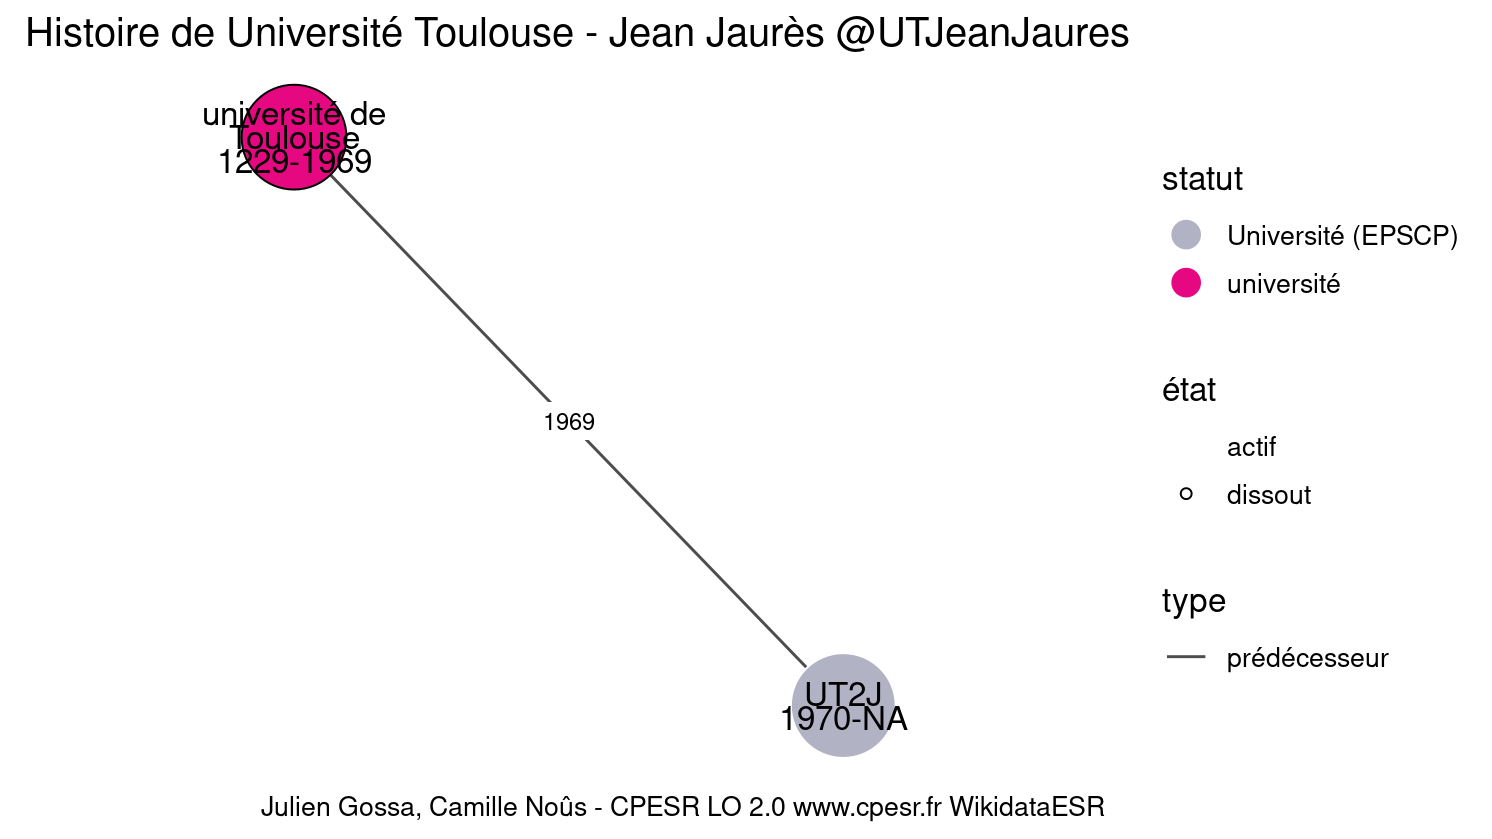 Histoire de Université Toulouse - Jean Jaurès @UTJeanJaures
université de
Toulouse
1229-1969
1969
UT2J
1970-NA
statut
Université (EPSCP)
université
état
actif
dissout
type
prédécesseur
Julien Gossa, Camille Noûs - CPESR LO 2.0 www.cpesr.fr WikidataESR